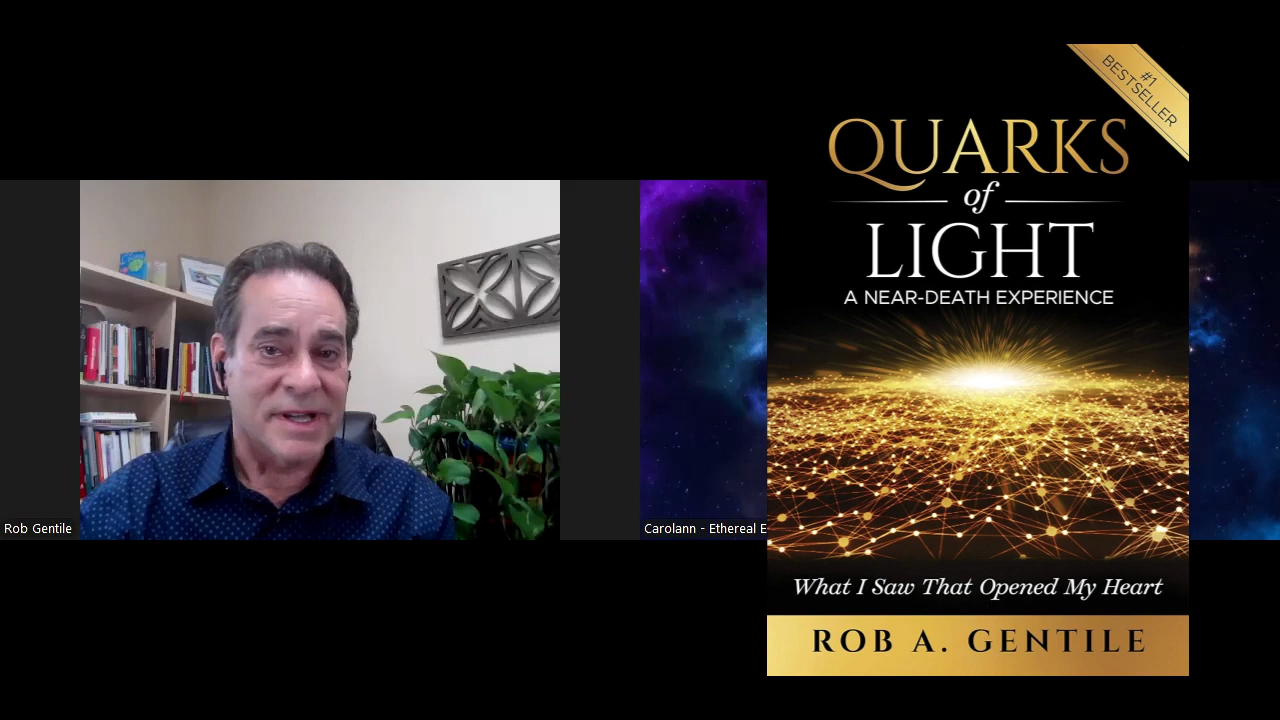 #1
BESTSELLER
QUARKS
of
LIGHT
A NEAR-DEATH EXPERIENCE
What I Saw That Opened My Heart
ROB A. GENTILE
Rob Gentile
Carolann - Ethereal E